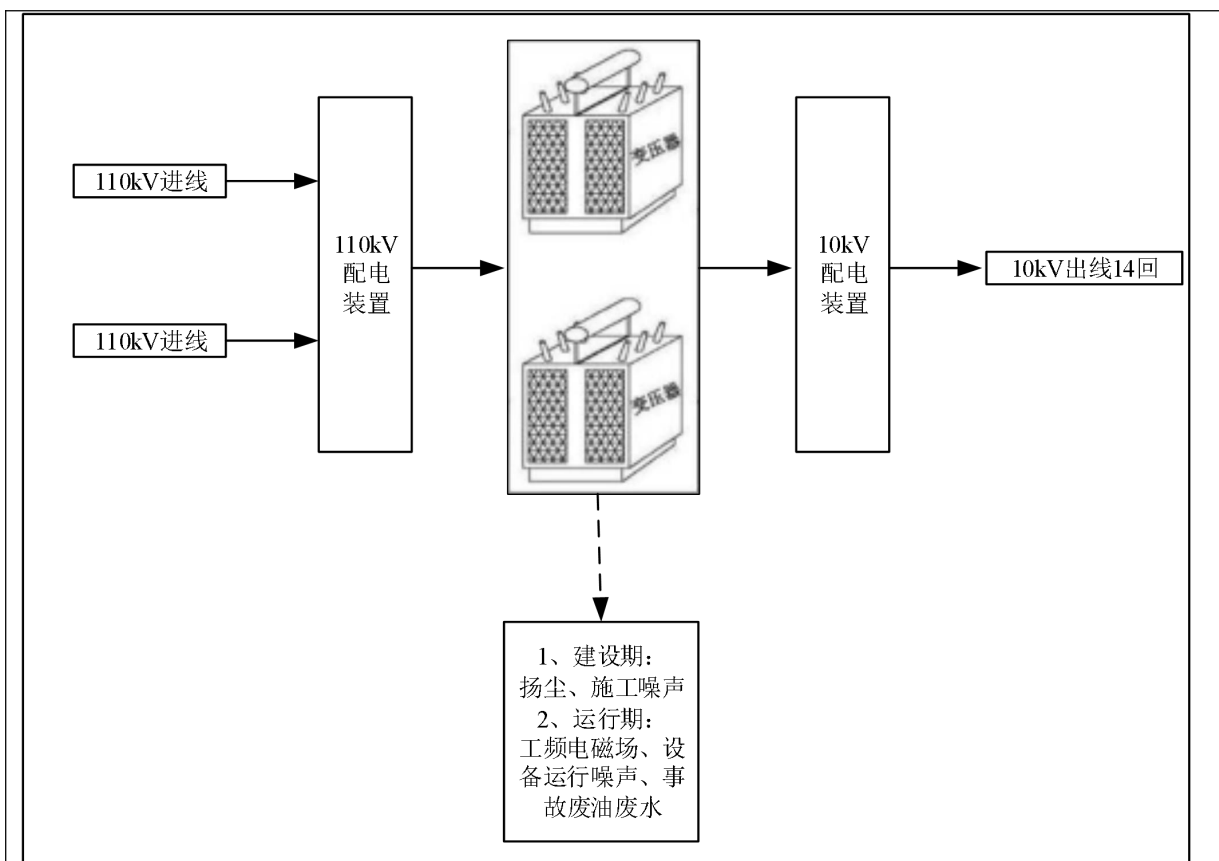 变压器
110kV进线
110kV
配电
装置
10kV
配电
装置
10kV出线14回
110kV进线
变压器
1、建设期：
扬尘、施工噪声
2、运行期：
工频电磁场、设
备运行噪声、事
故废油废水